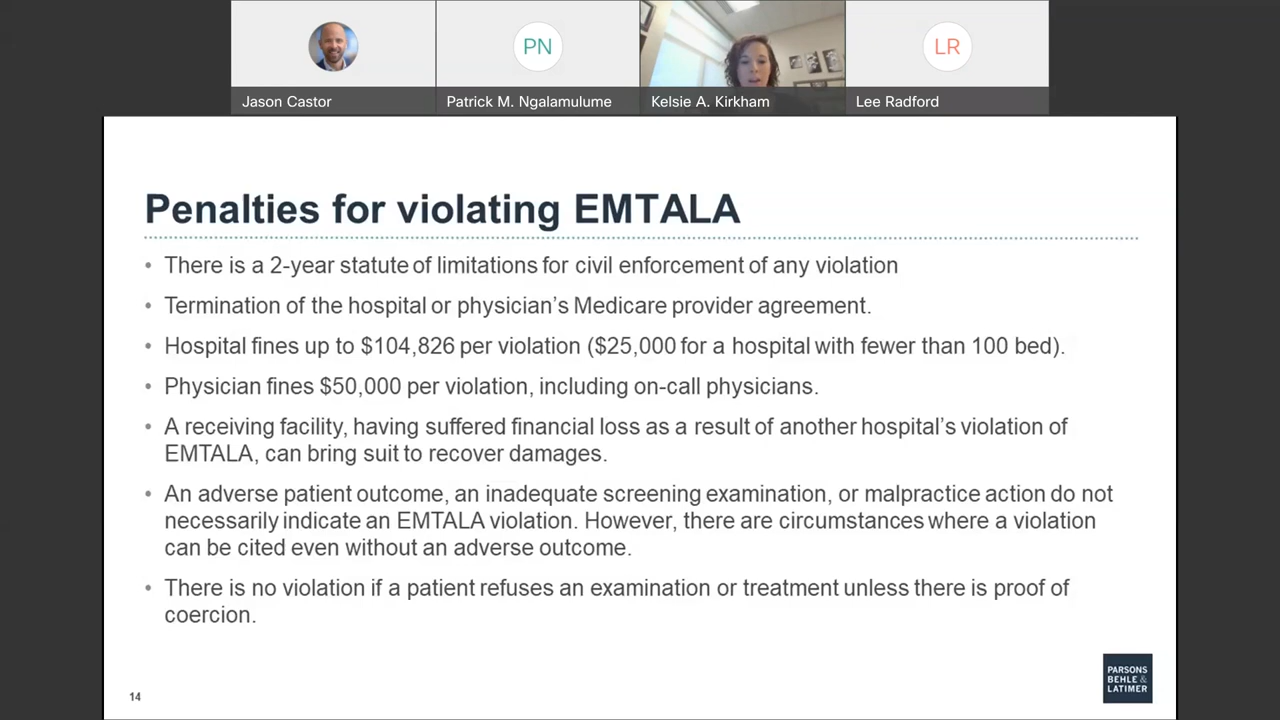 PN
LR
Jason Castor
Patrick M. Ngalamulume
Kelsie A. Kirkham
Lee Radford
Penalties for violating EMTALA
• There is a 2-year statute of limitations for civil enforcement of any violation
• Termination of the hospital or physician's Medicare provider agreement.
• Hospital fines up to $104,826 per violation ($25,000 for a hospital with fewer than 100 bed).
• Physician fines $50,000 per violation, including on-call physicians.
• A receiving facility, having suffered financial loss as a result of another hospital's violation of
EMTALA, can bring suit to recover damages.
• An adverse patient outcome, an inadequate screening examination, or malpractice action do not
necessarily indicate an EMTALA violation. However, there are circumstances where a violation
can be cited even without an adverse outcome.
• There is no violation if a patient refuses an examination or treatment unless there is proof of
coercion.
14
PARSONS
BEHLE &
LATIMER